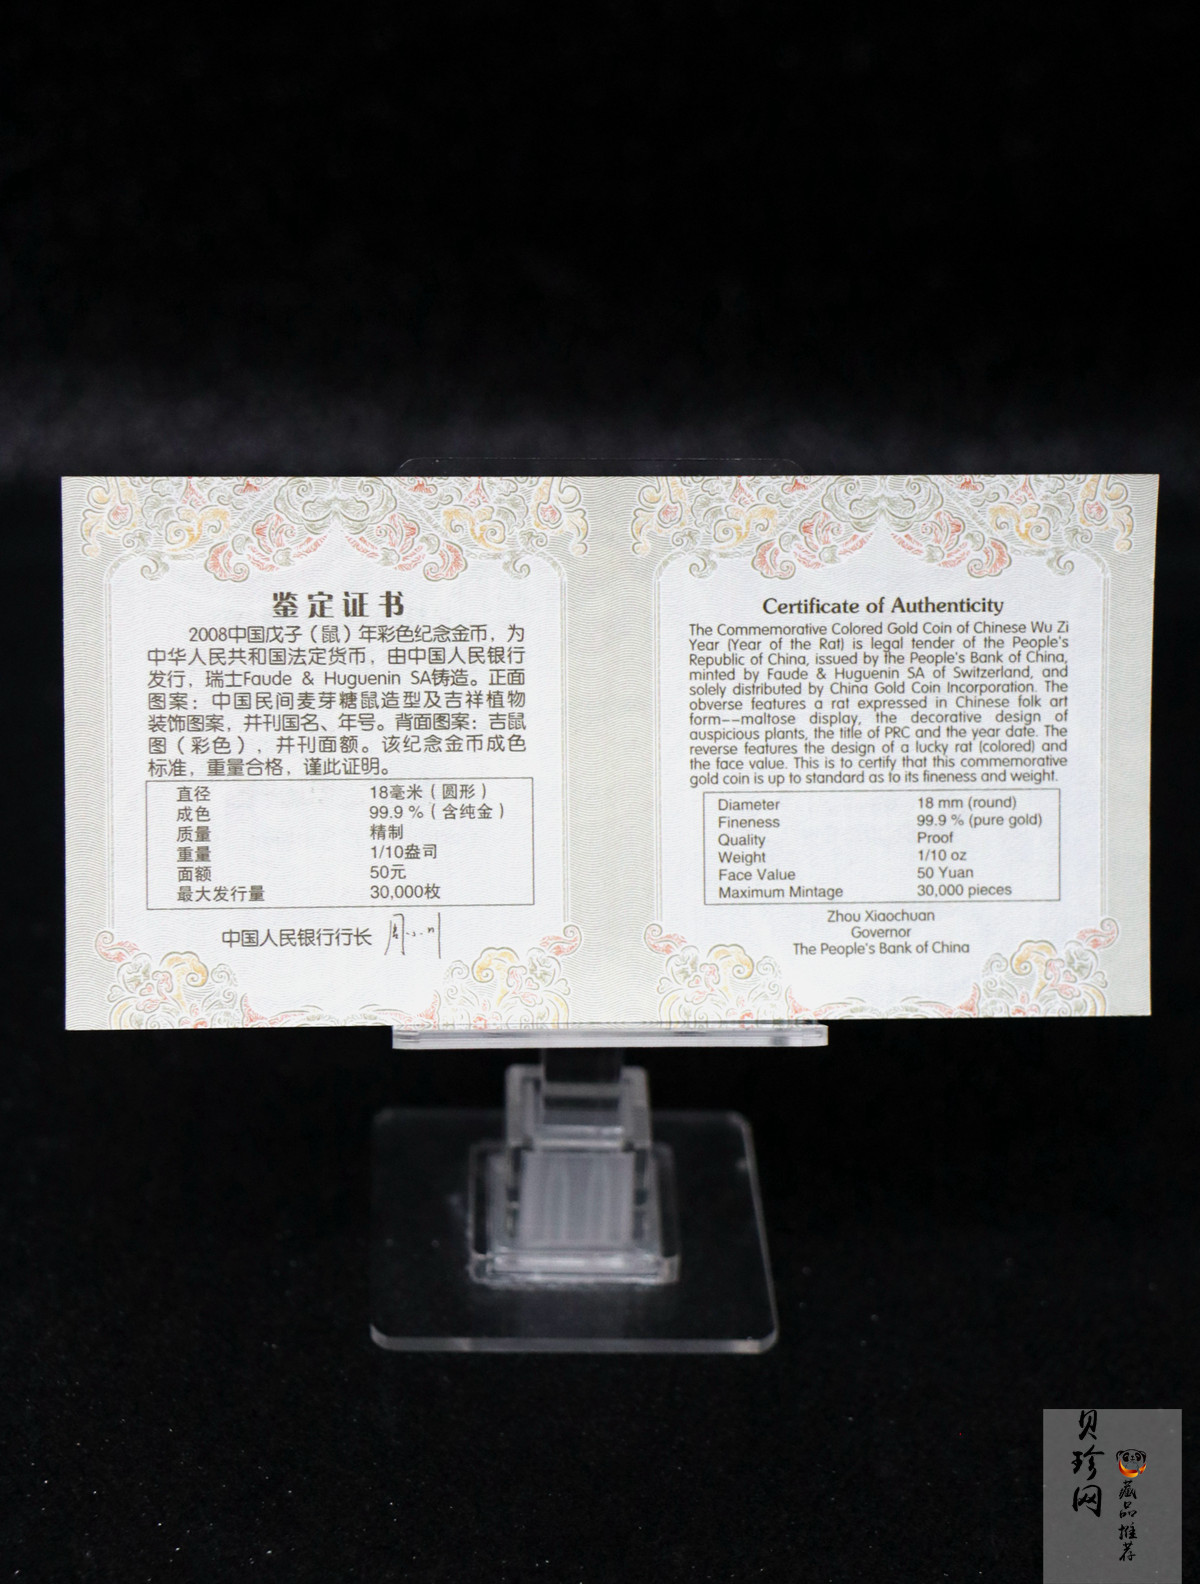 鉴定证书
2008中国戊子（鼠）年彩色纪念金币，为
中华人民共和国法定货币，由中国人民银行
发行，瑞士Faude & Huguenin SA铸造。正面
图案：中国民间麦芽糖鼠造型及吉祥植物
装饰图案，并刊国名、年号。背面图案：吉鼠
图（彩色），并刊面额。该纪念金币成色
标准，重量合格，谨此证明。
直径 18毫米（圆形）
成色 99.9 %（含纯金）
质量 精制
重量 1/10盎司
面额 50元
最大发行量 30,000枚
中国人民银行行长 周小川
Certificate of Authenticity
The Commemorative Colored Gold Coin of Chinese Wu Zi
Year (Year of the Rat) is legal tender of the People's
Republic of China, issued by the People's Bank of China,
minted by Faude & Huguenin SA of Switzerland, and
solely distributed by China Gold Coin Incorporation. The
obverse features a rat expressed in Chinese folk art
form--maltose display, the decorative design of
auspicious plants, the title of PRC and the year date. The
reverse features the design of a lucky rat (colored) and
the face value. This is to certify that this commemorative
gold coin is up to standard as to its fineness and weight.
Diameter 18 mm (round)
Fineness 99.9 % (pure gold)
Quality Proof
Weight 1/10 oz
Face Value 50 Yuan
Maximum Mintage 30,000 pieces
Zhou Xiaochuan
Governor
The People's Bank of China
贝珍网
藏品推荐